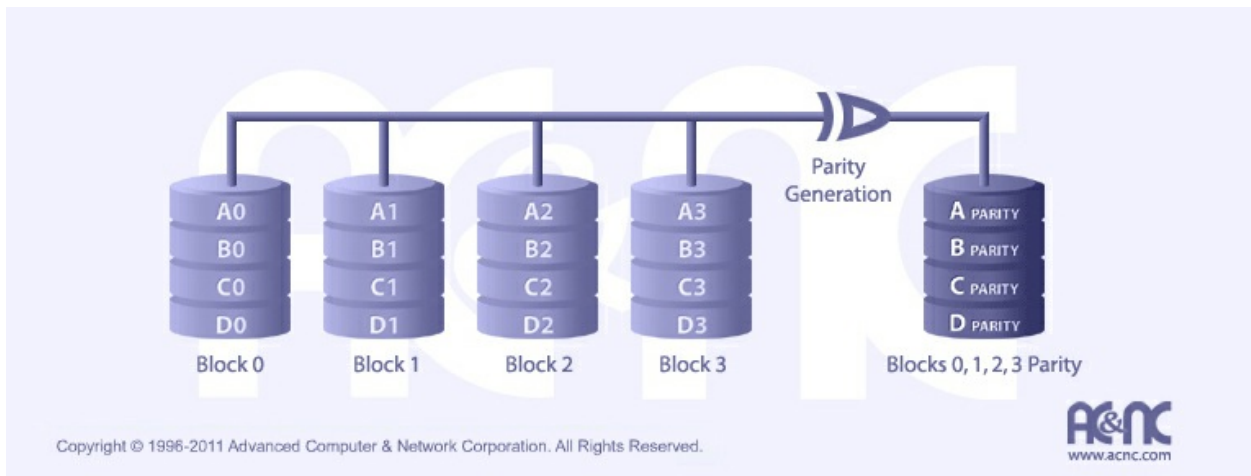 Parity
Generation
A0
B0
C0
D0
Block 0
A1
B1
C1
D1
Block 1
A2
B2
C2
D2
Block 2
A3
B3
C3
D3
Block 3
A PARITY
B PARITY
C PARITY
D PARITY
Blocks 0, 1, 2, 3 Parity
Copyright © 1996-2011 Advanced Computer & Network Corporation. All Rights Reserved.
AC&NC
www.acnc.com